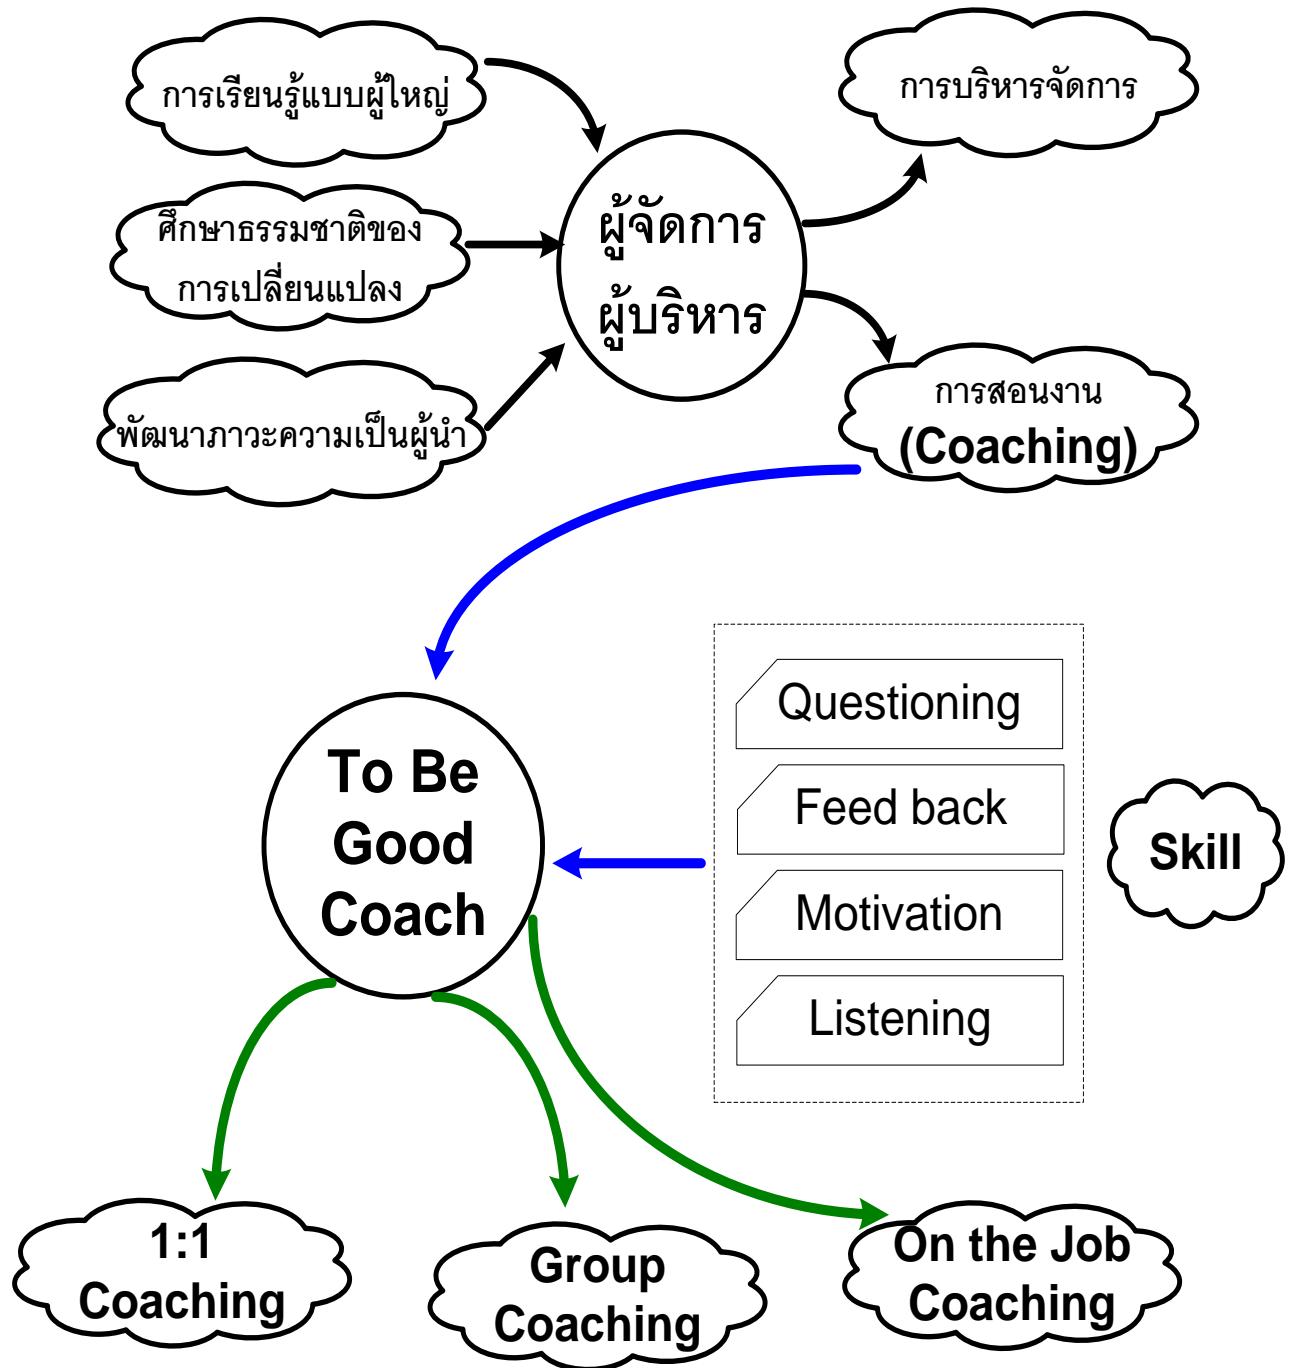 การเรียนรู้แบบผู้ใหญ่
การบริหารจัดการ
ศึกษาธรรมชาติของ
การเปลี่ยนแปลง
ผู้จัดการ
ผู้บริหาร
พัฒนาภาวะความเป็นผู้นำ
การสอนงาน
(Coaching)
To Be
Good
Coach
Questioning
Feed back
Motivation
Listening
Skill
1:1
Coaching
Group
Coaching
On the Job
Coaching